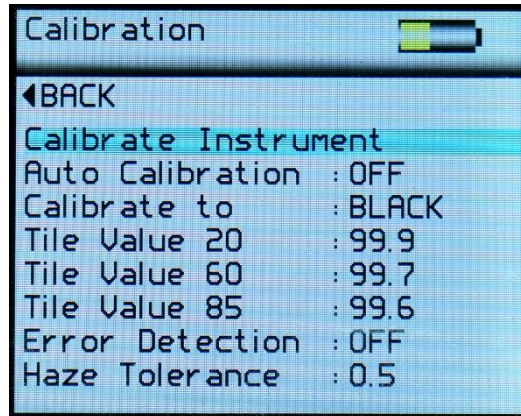 Calibration
◀BACK
Calibrate Instrument
Auto Calibration : OFF
Calibrate to : BLACK
Tile Value 20 : 99.9
Tile Value 60 : 99.7
Tile Value 85 : 99.6
Error Detection : OFF
Haze Tolerance : 0.5